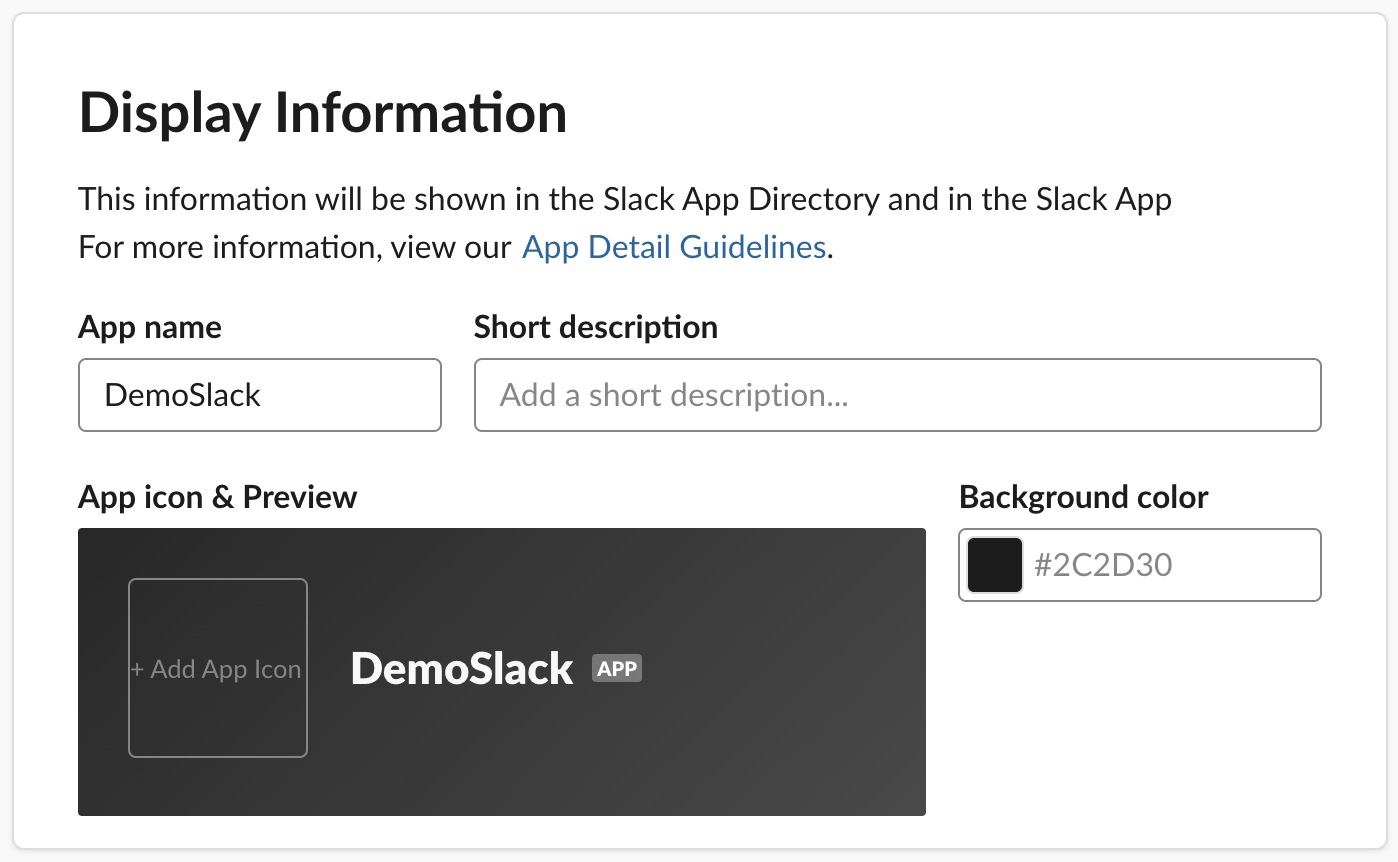 Display Information
This information will be shown in the Slack App Directory and in the Slack App
For more information, view our App Detail Guidelines.
App name
Short description
DemoSlack
Add a short description...
App icon & Preview
Background color
#2C2D30
+ Add App Icon
DemoSlack APP